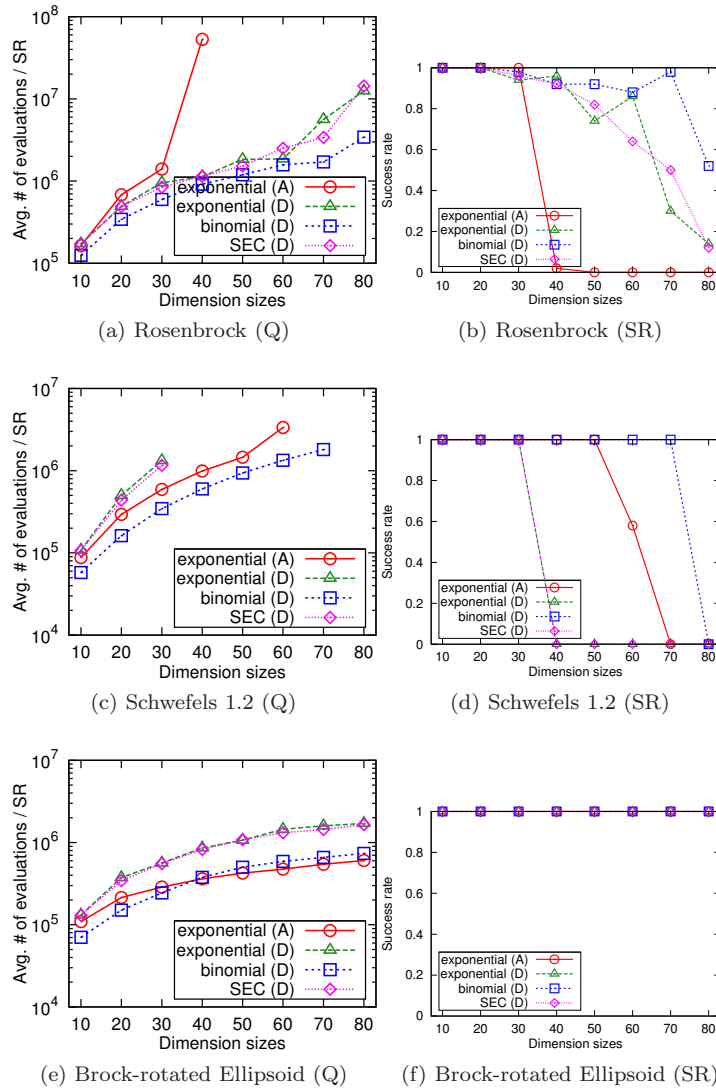 10^8
10^7
10^6
10^5
Avg. # of evaluations / SR
exponential (A)
exponential (D)
binomial (D)
SEC (D)
10 20 30 40 50 60 70 80
Dimension sizes
(a) Rosenbrock (Q)
1
0.8
0.6
0.4
0.2
0
Success rate
exponential (A)
exponential (D)
binomial (D)
SEC (D)
10 20 30 40 50 60 70 80
Dimension sizes
(b) Rosenbrock (SR)
10^7
10^6
10^5
10^4
Avg. # of evaluations / SR
exponential (A)
exponential (D)
binomial (D)
SEC (D)
10 20 30 40 50 60 70 80
Dimension sizes
(c) Schwefels 1.2 (Q)
1
0.8
0.6
0.4
0.2
0
Success rate
exponential (A)
exponential (D)
binomial (D)
SEC (D)
10 20 30 40 50 60 70 80
Dimension sizes
(d) Schwefels 1.2 (SR)
10^7
10^6
10^5
10^4
Avg. # of evaluations / SR
exponential (A)
exponential (D)
binomial (D)
SEC (D)
10 20 30 40 50 60 70 80
Dimension sizes
(e) Brock-rotated Ellipsoid (Q)
1
0.8
0.6
0.4
0.2
0
Success rate
exponential (A)
exponential (D)
binomial (D)
SEC (D)
10 20 30 40 50 60 70 80
Dimension sizes
(f) Brock-rotated Ellipsoid (SR)